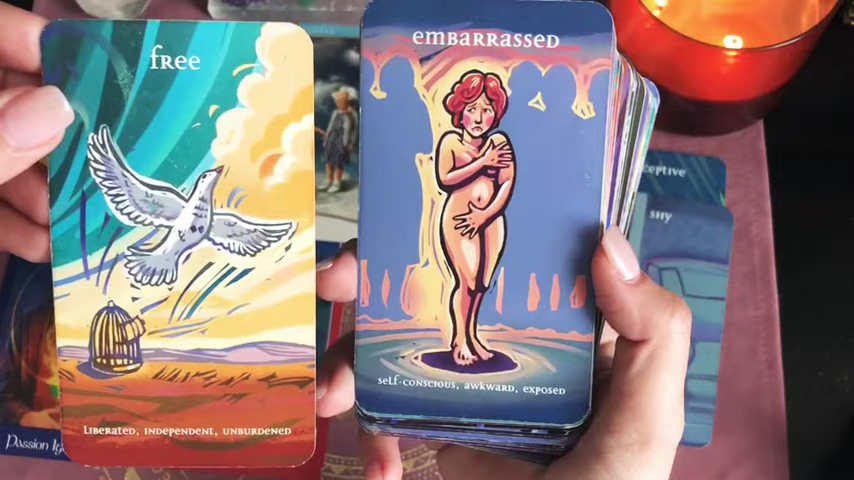 free
Liberated, independent, unburdened
embarrassed
self-conscious, awkward, exposed
shy
Passion